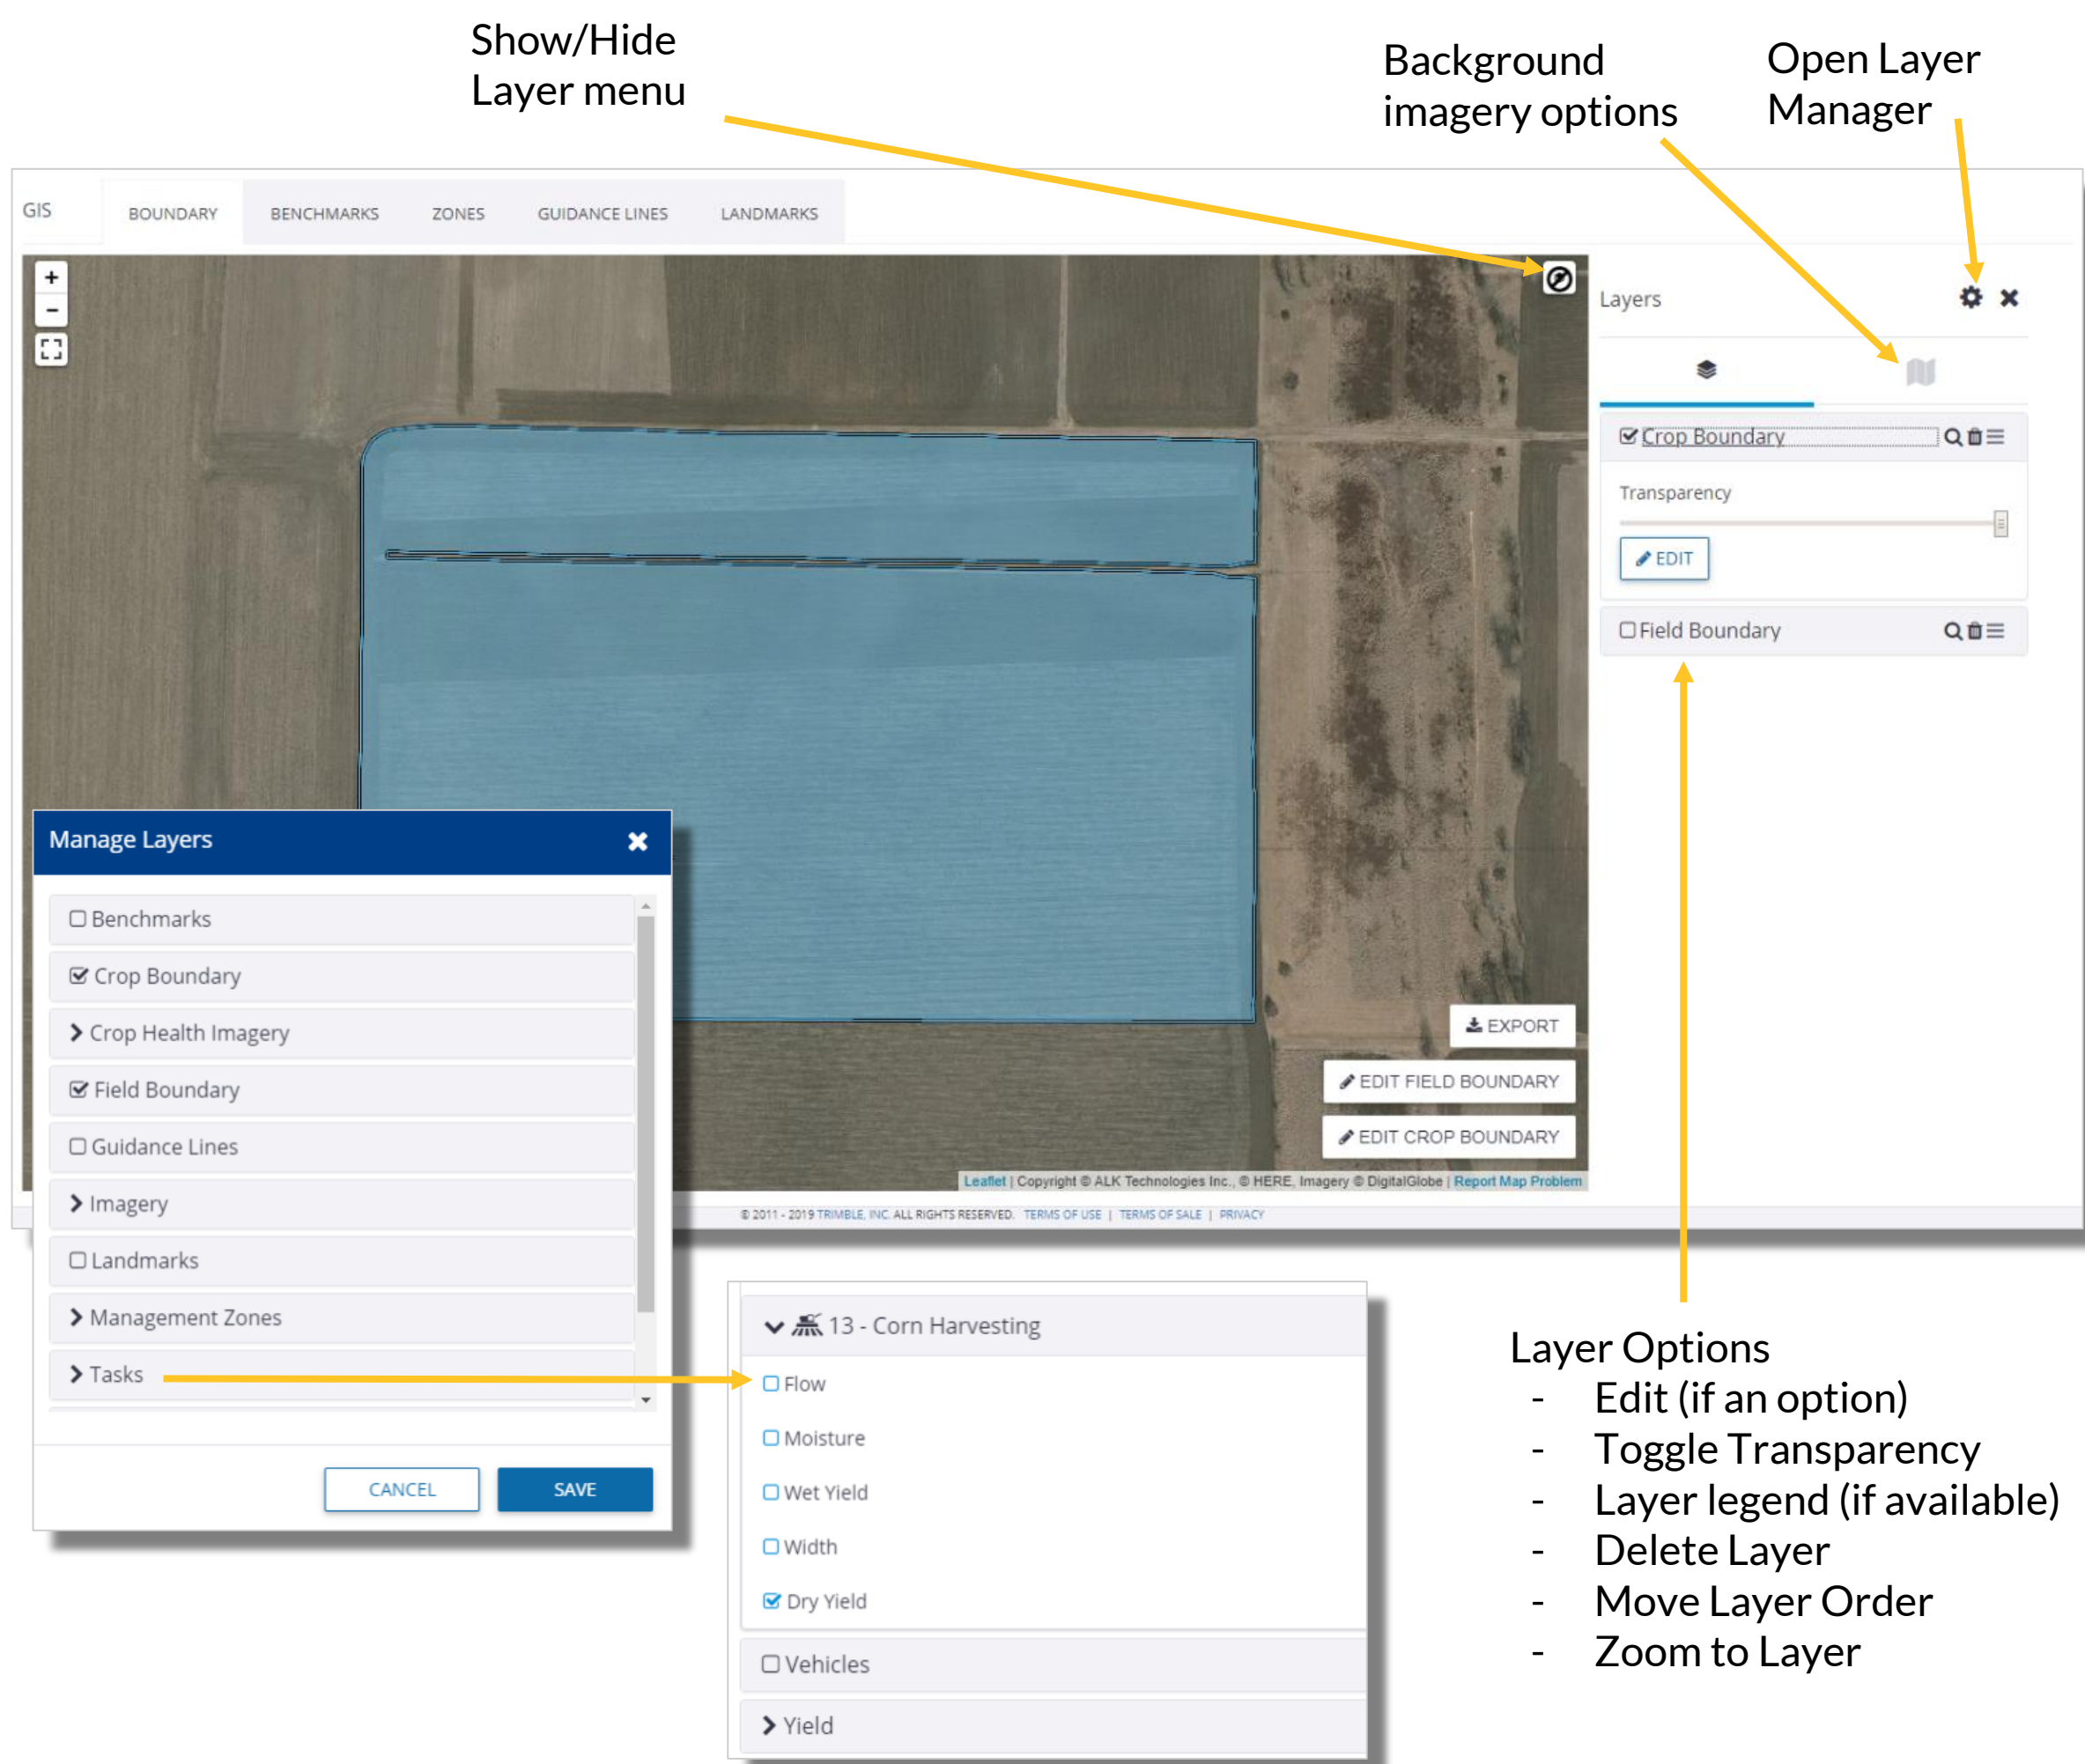 Show/Hide
Layer menu
Background
imagery options
Open Layer
Manager
GIS
BOUNDARY
BENCHMARKS
ZONES
GUIDANCE LINES
LANDMARKS
+
-
Layers
Crop Boundary
Transparency
EDIT
Field Boundary
EXPORT
EDIT FIELD BOUNDARY
EDIT CROP BOUNDARY
Leaflet | Copyright © ALK Technologies Inc., © HERE, Imagery © DigitalGlobe | Report Map Problem
© 2011 - 2019 TRIMBLE, INC. ALL RIGHTS RESERVED. TERMS OF USE | TERMS OF SALE | PRIVACY
Manage Layers
Benchmarks
Crop Boundary
Crop Health Imagery
Field Boundary
Guidance Lines
Imagery
Landmarks
Management Zones
Tasks
CANCEL
SAVE
13 - Corn Harvesting
Flow
Moisture
Wet Yield
Width
Dry Yield
Vehicles
Yield
Layer Options
- Edit (if an option)
- Toggle Transparency
- Layer legend (if available)
- Delete Layer
- Move Layer Order
- Zoom to Layer